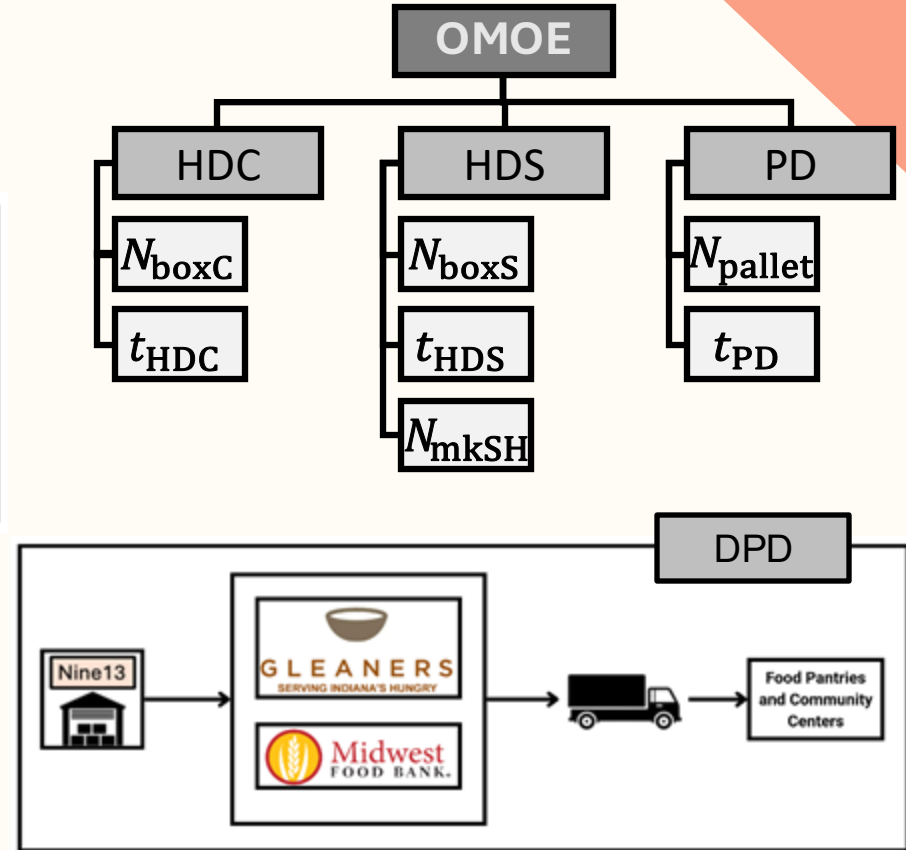 OMOE
HDC
HDS
PD
N_boxC
N_boxS
N_pallet
t_HDC
t_HDS
t_PD
N_mkSH
DPD
Nine13
GLEANERS
SERVING INDIANA'S HUNGRY
Midwest
FOOD BANK.
Food Pantries
and Community
Centers